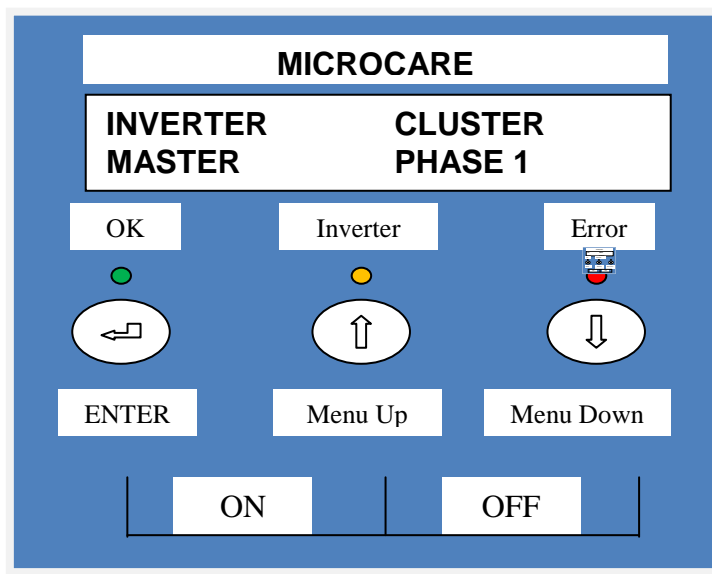 MICROCARE
INVERTER CLUSTER
MASTER PHASE 1
OK Inverter Error
ENTER Menu Up Menu Down
ON OFF